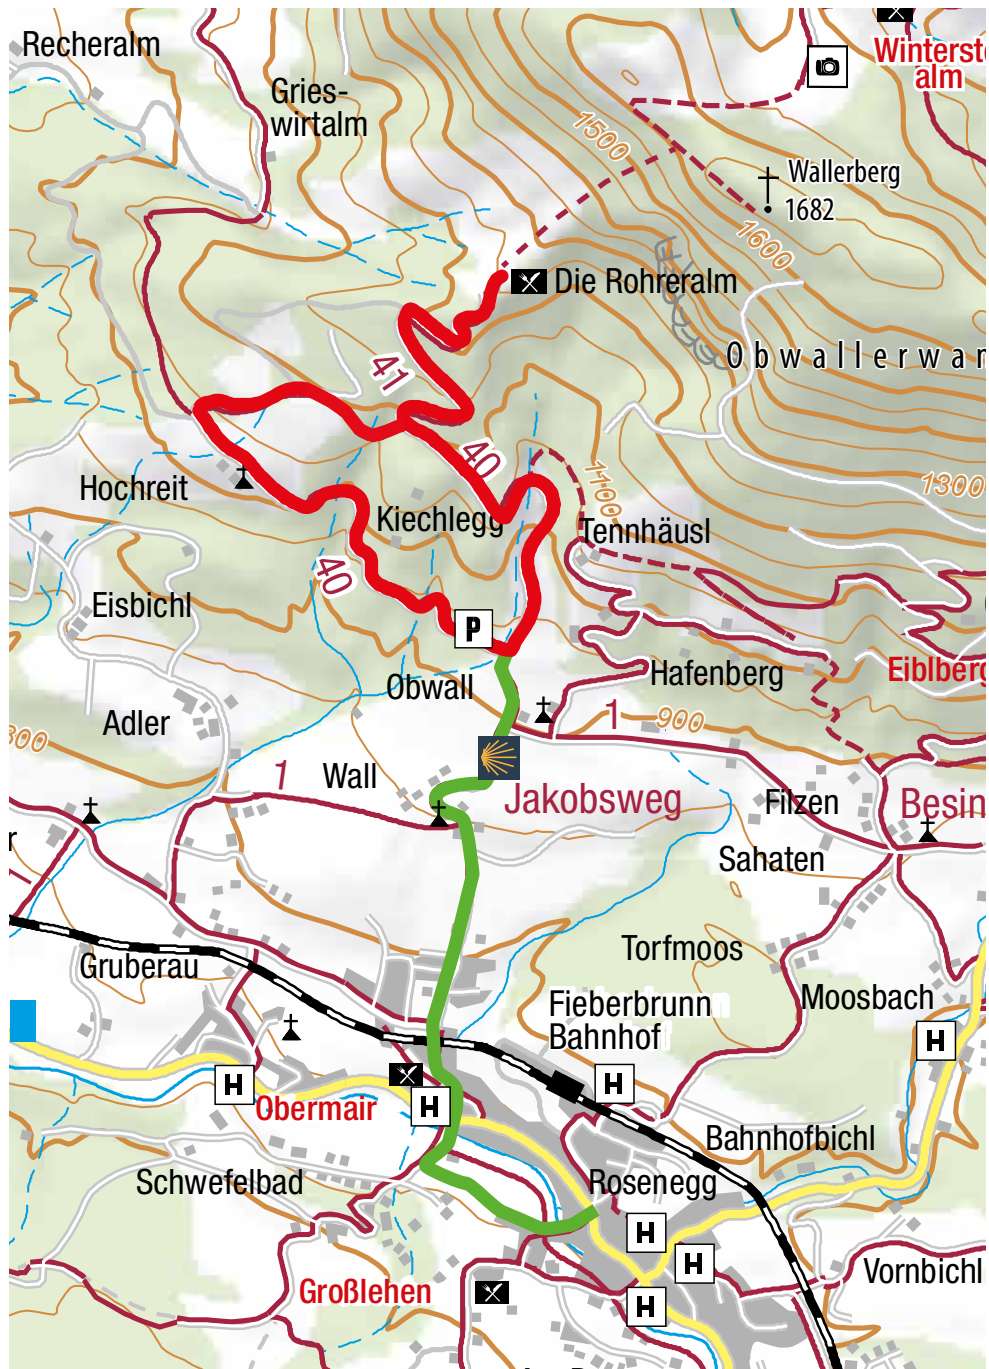 Recheralm
Gries-
wirtalm
Winterst
alm
1500
Wallerberg
1682
1600
Die Rohreralm
Obwallerwan
41
40
1100
1300
Hochreit
Kiechlegg
Tennhäusl
40
Eisbichl
P
Hafenberg
Eiblberg
Obwall
Adler
1
900
800
1
Wall
Jakobsweg
Filzen
Besin
r
Sahaten
Torfmoos
Gruberau
Moosbach
Fieberbrunn
Bahnhof
H
H
H
H
Obermair
Bahnhofbichl
Schwefelbad
Rosenegg
H
H
Vornbichl
Großlehen
H